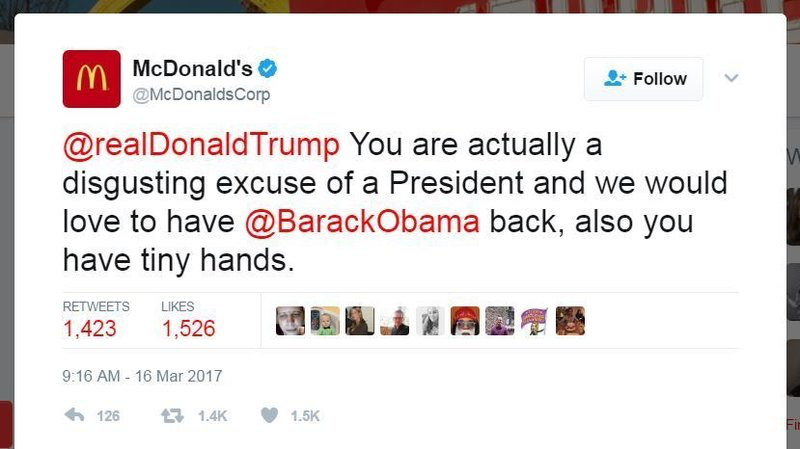 McDonald's
@McDonaldsCorp
Follow
@realDonaldTrump You are actually a
disgusting excuse of a President and we would
love to have @BarackObama back, also you
have tiny hands.
RETWEETS LIKES
1,423 1,526
9:16 AM - 16 Mar 2017
126 1.4K 1.5K